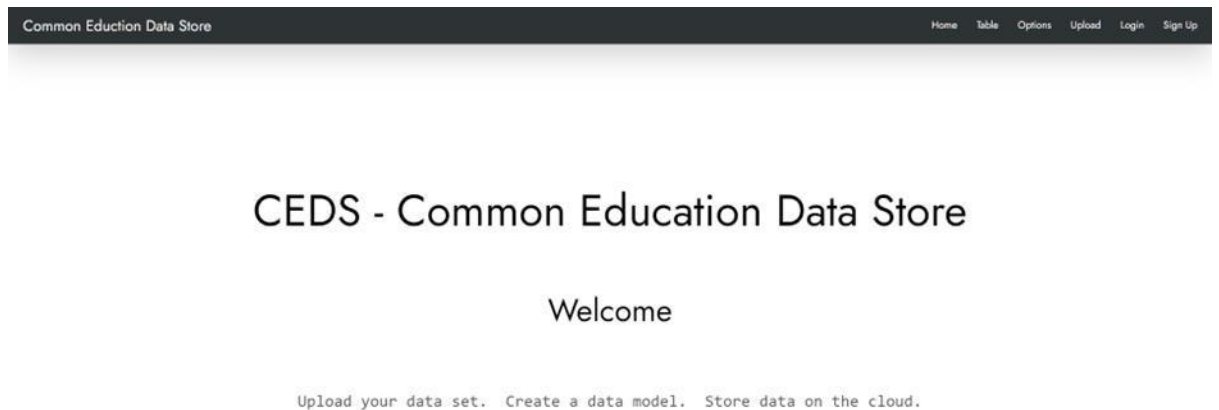 Common Eduction Data Store Home Table Options Upload Login Sign Up
CEDS - Common Education Data Store
Welcome
Upload your data set. Create a data model. Store data on the cloud.